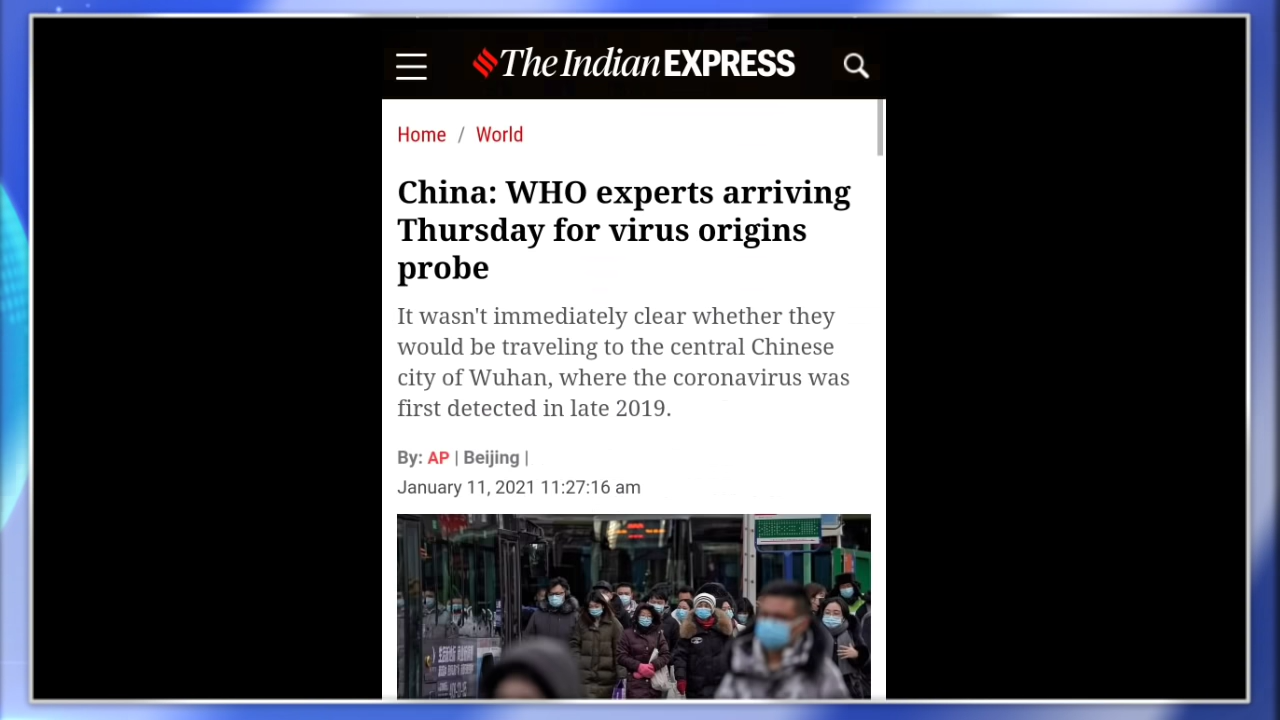 The Indian EXPRESS
Home / World
China: WHO experts arriving
Thursday for virus origins
probe
It wasn't immediately clear whether they
would be traveling to the central Chinese
city of Wuhan, where the coronavirus was
first detected in late 2019.
By: AP | Beijing |
January 11, 2021 11:27:16 am